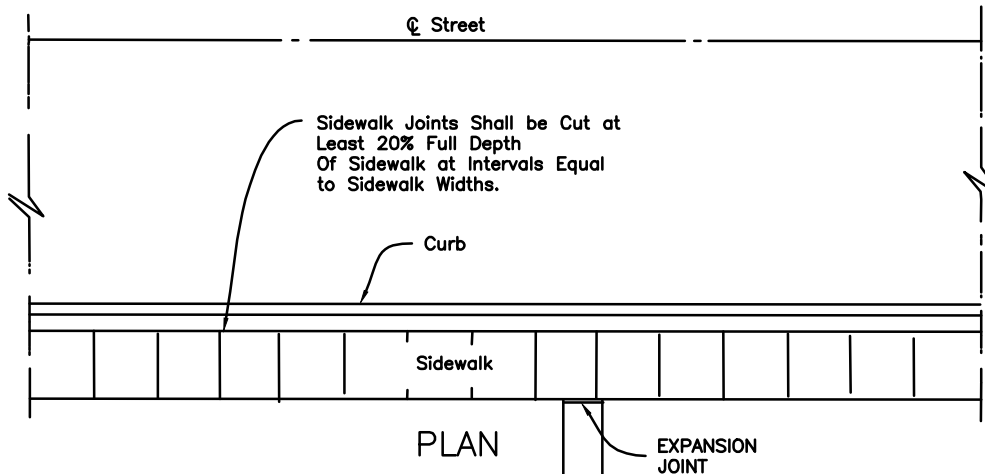 ℄ Street
Sidewalk Joints Shall be Cut at
Least 20% Full Depth
Of Sidewalk at Intervals Equal
to Sidewalk Widths.
Curb
Sidewalk
PLAN
EXPANSION
JOINT